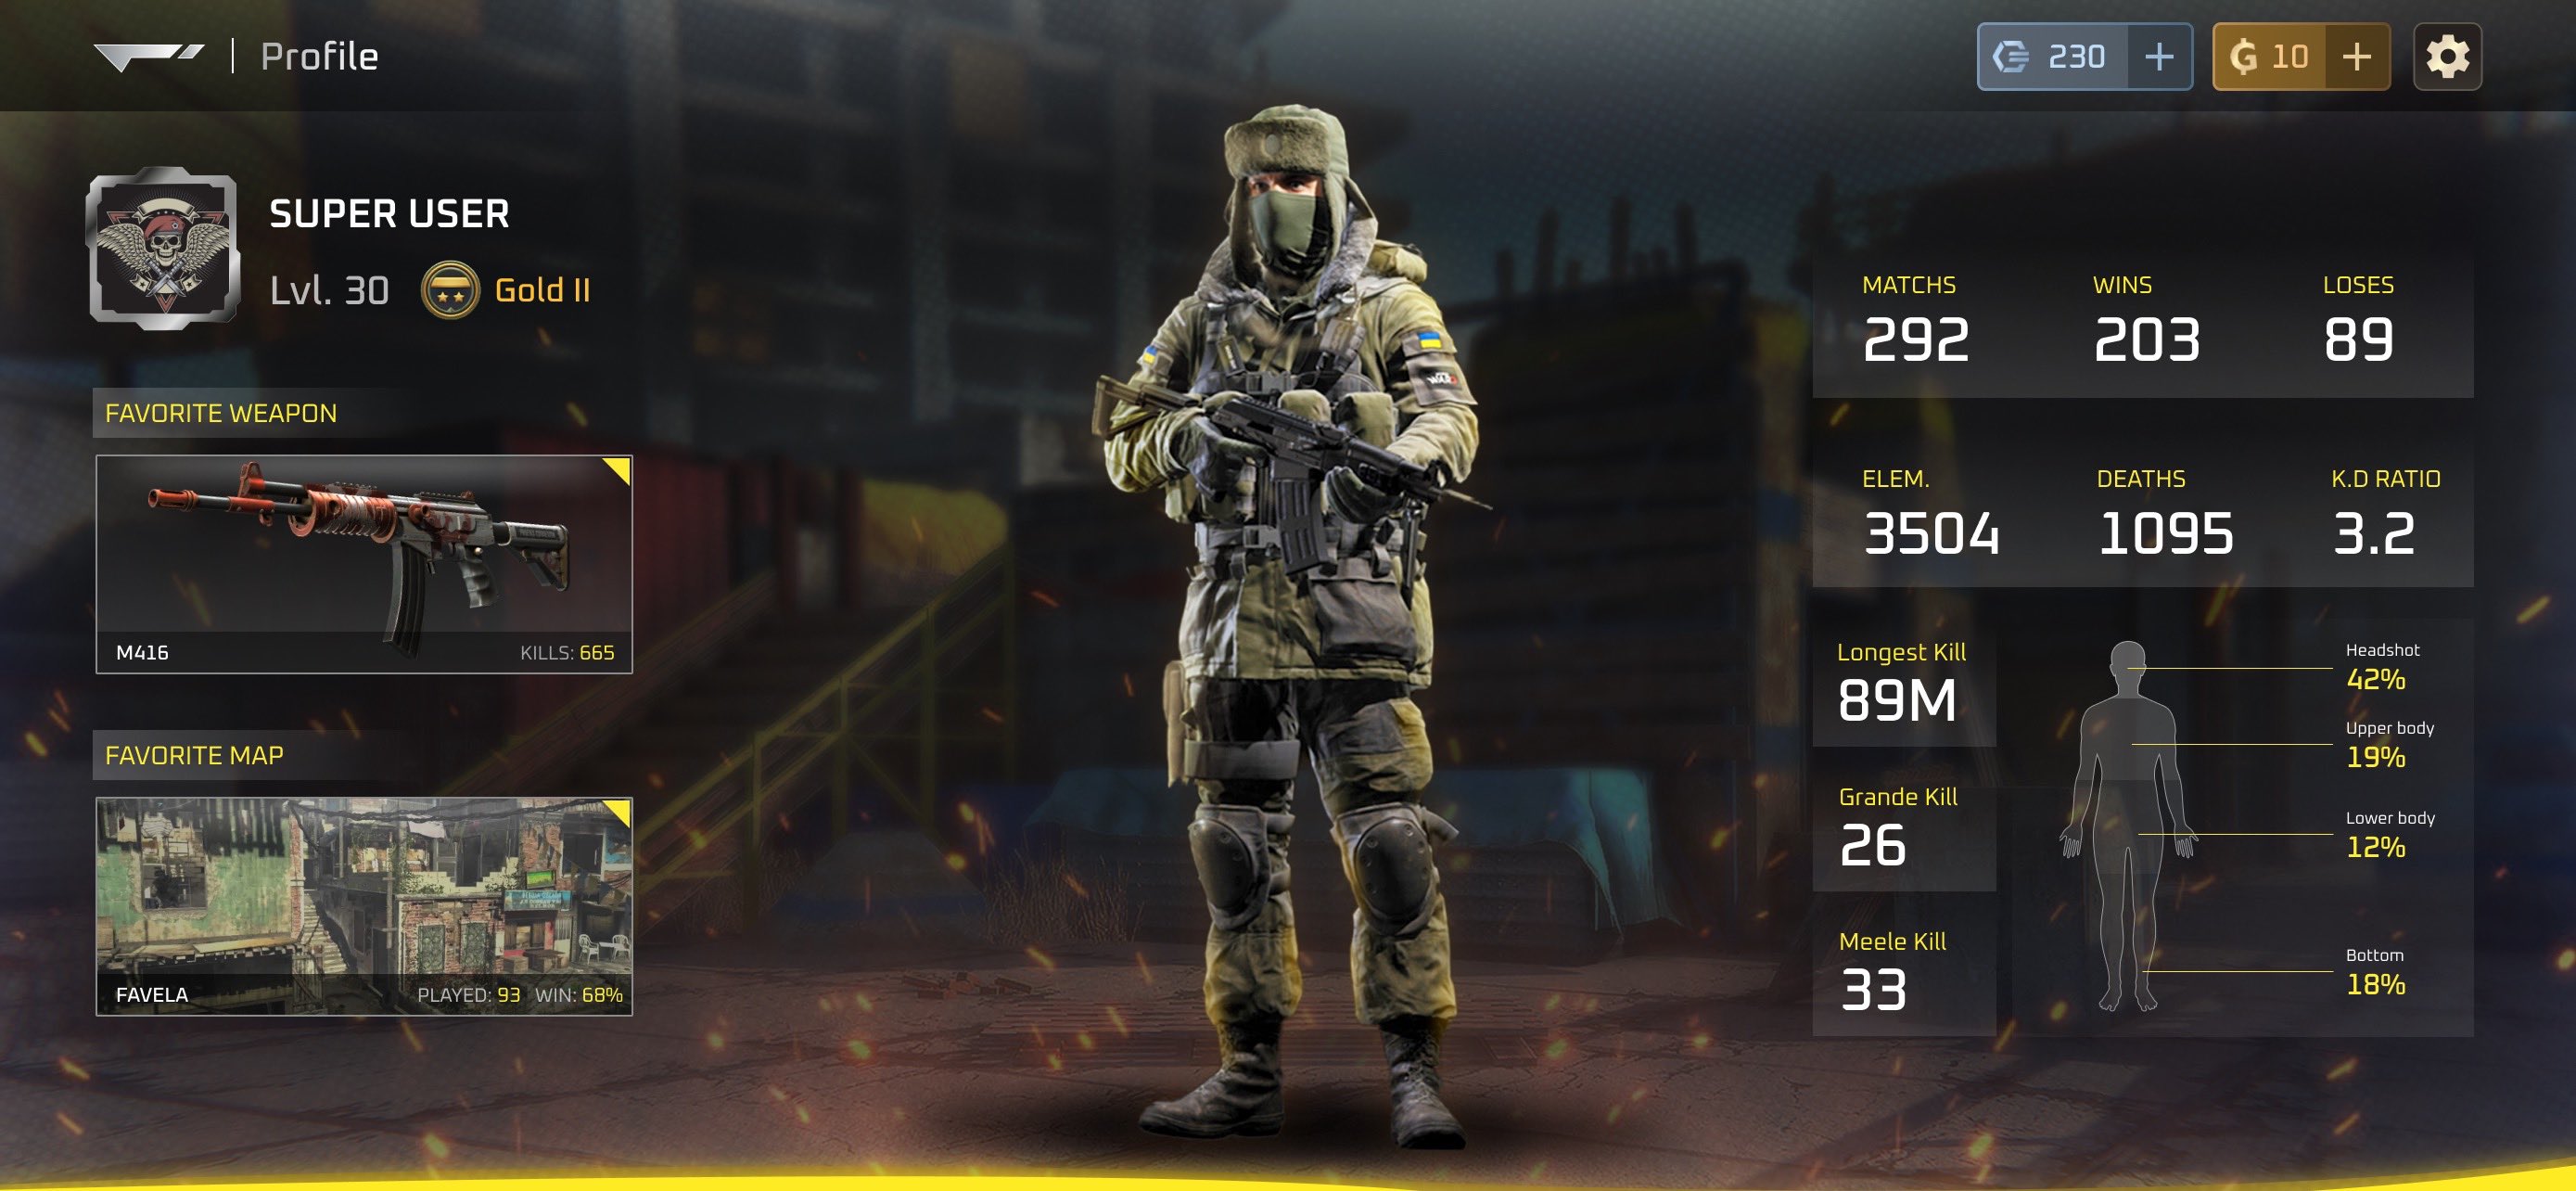 Profile
230 +
10 +
SUPER USER
Lvl. 30 Gold II
FAVORITE WEAPON
M416 KILLS: 665
FAVORITE MAP
FAVELA PLAYED: 93 WIN: 68%
MATCHS WINS LOSES
292 203 89
ELEM. DEATHS K.D RATIO
3504 1095 3.2
Longest Kill
89M
Grande Kill
26
Meele Kill
33
Headshot
42%
Upper body
19%
Lower body
12%
Bottom
18%